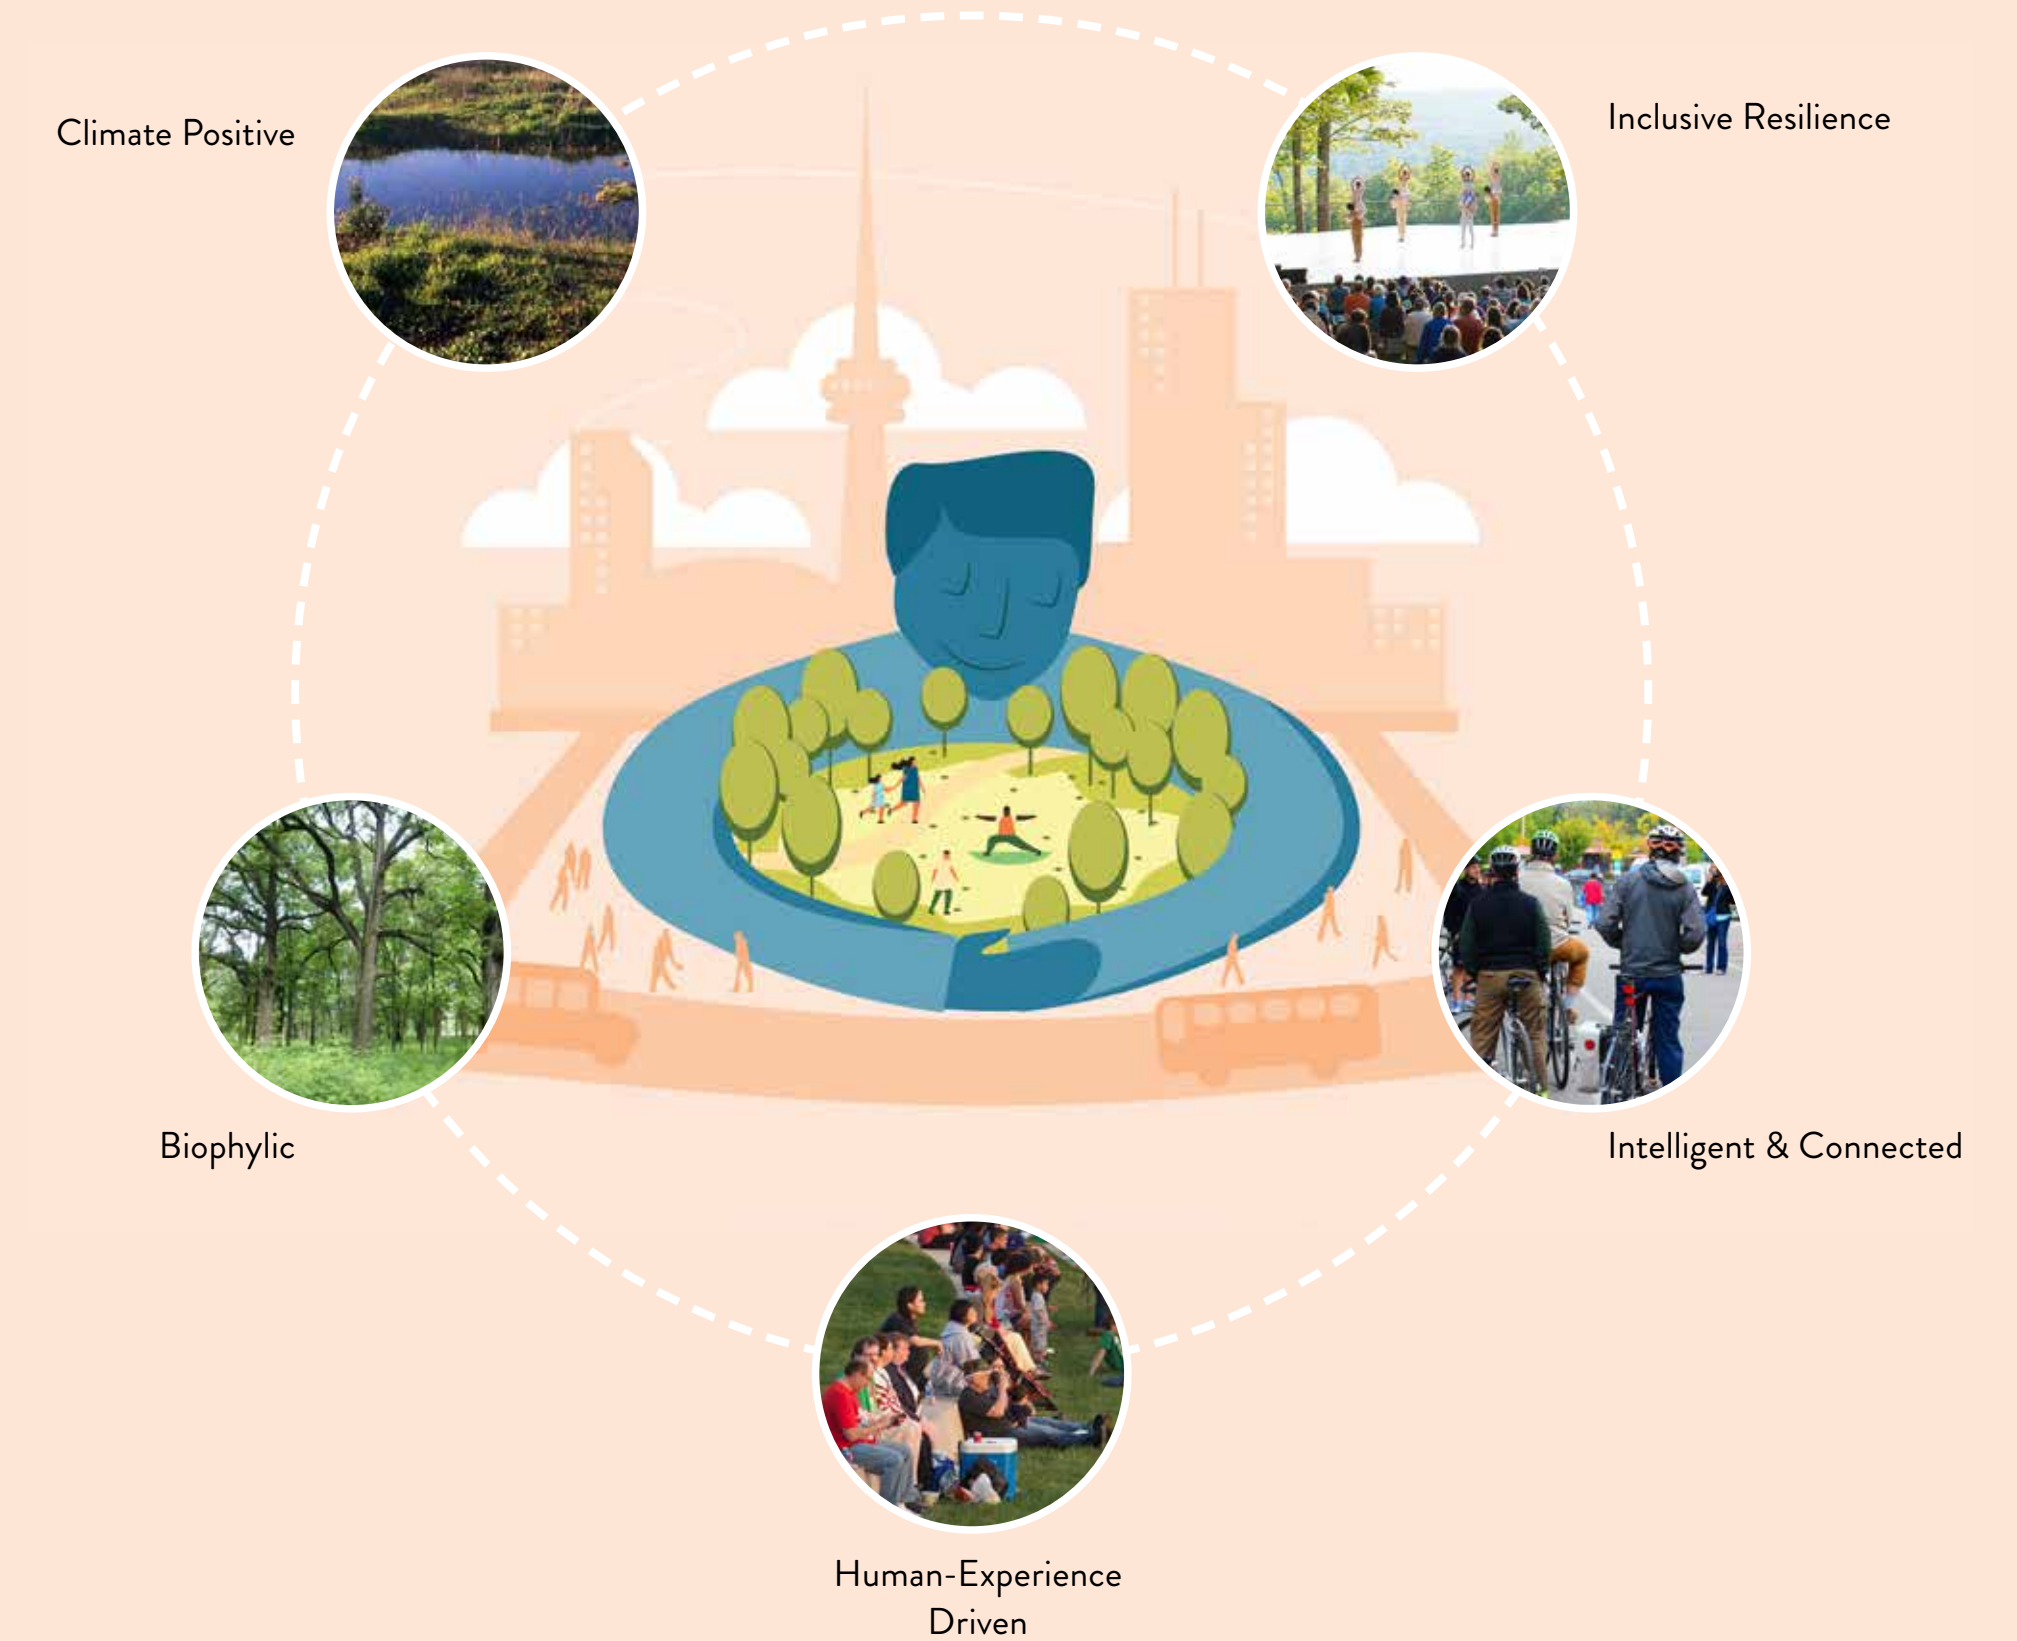 Climate Positive
Inclusive Resilience
Biophylic
Intelligent & Connected
Human-Experience
Driven